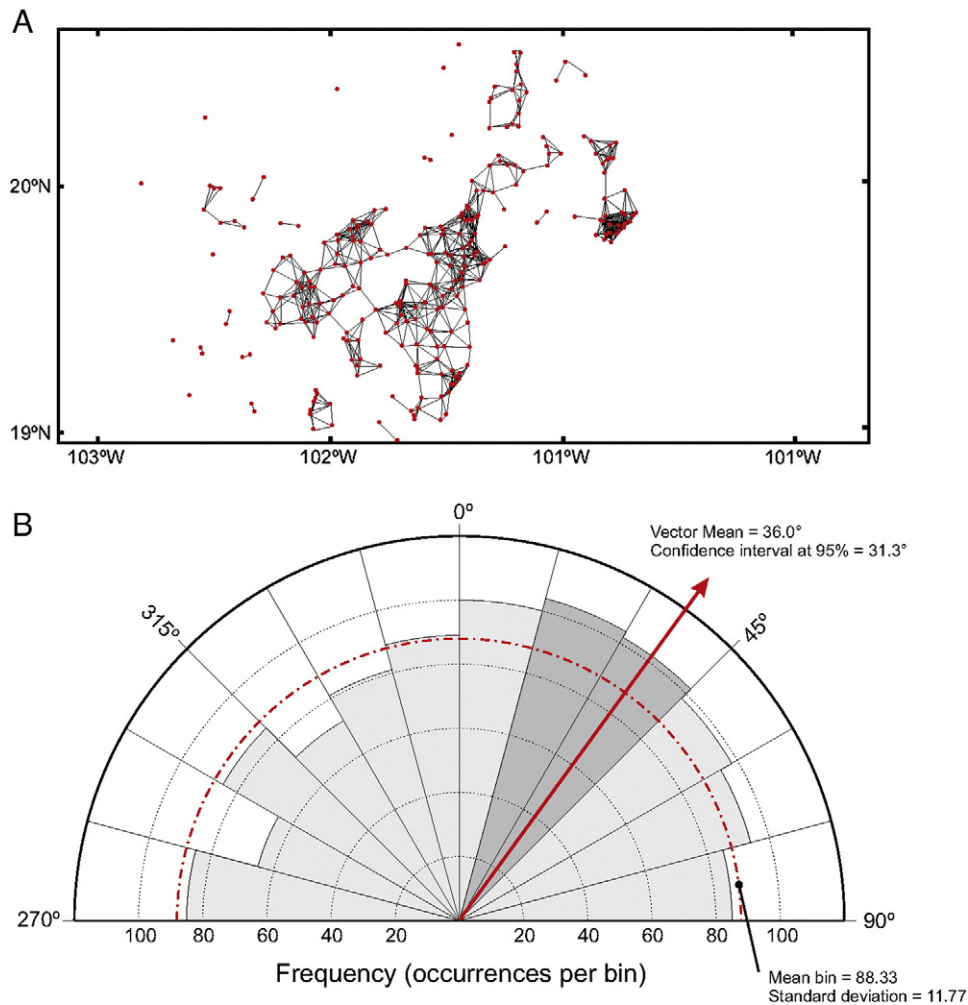 A
20ºN
19ºN
103ºW 102ºW 101ºW 101ºW
B
0º
Vector Mean = 36.0°
Confidence interval at 95% = 31.3°
315º
45º
270º
90º
100 80 60 40 20 20 40 60 80 100
Frequency (occurrences per bin)
Mean bin = 88.33
Standard deviation = 11.77